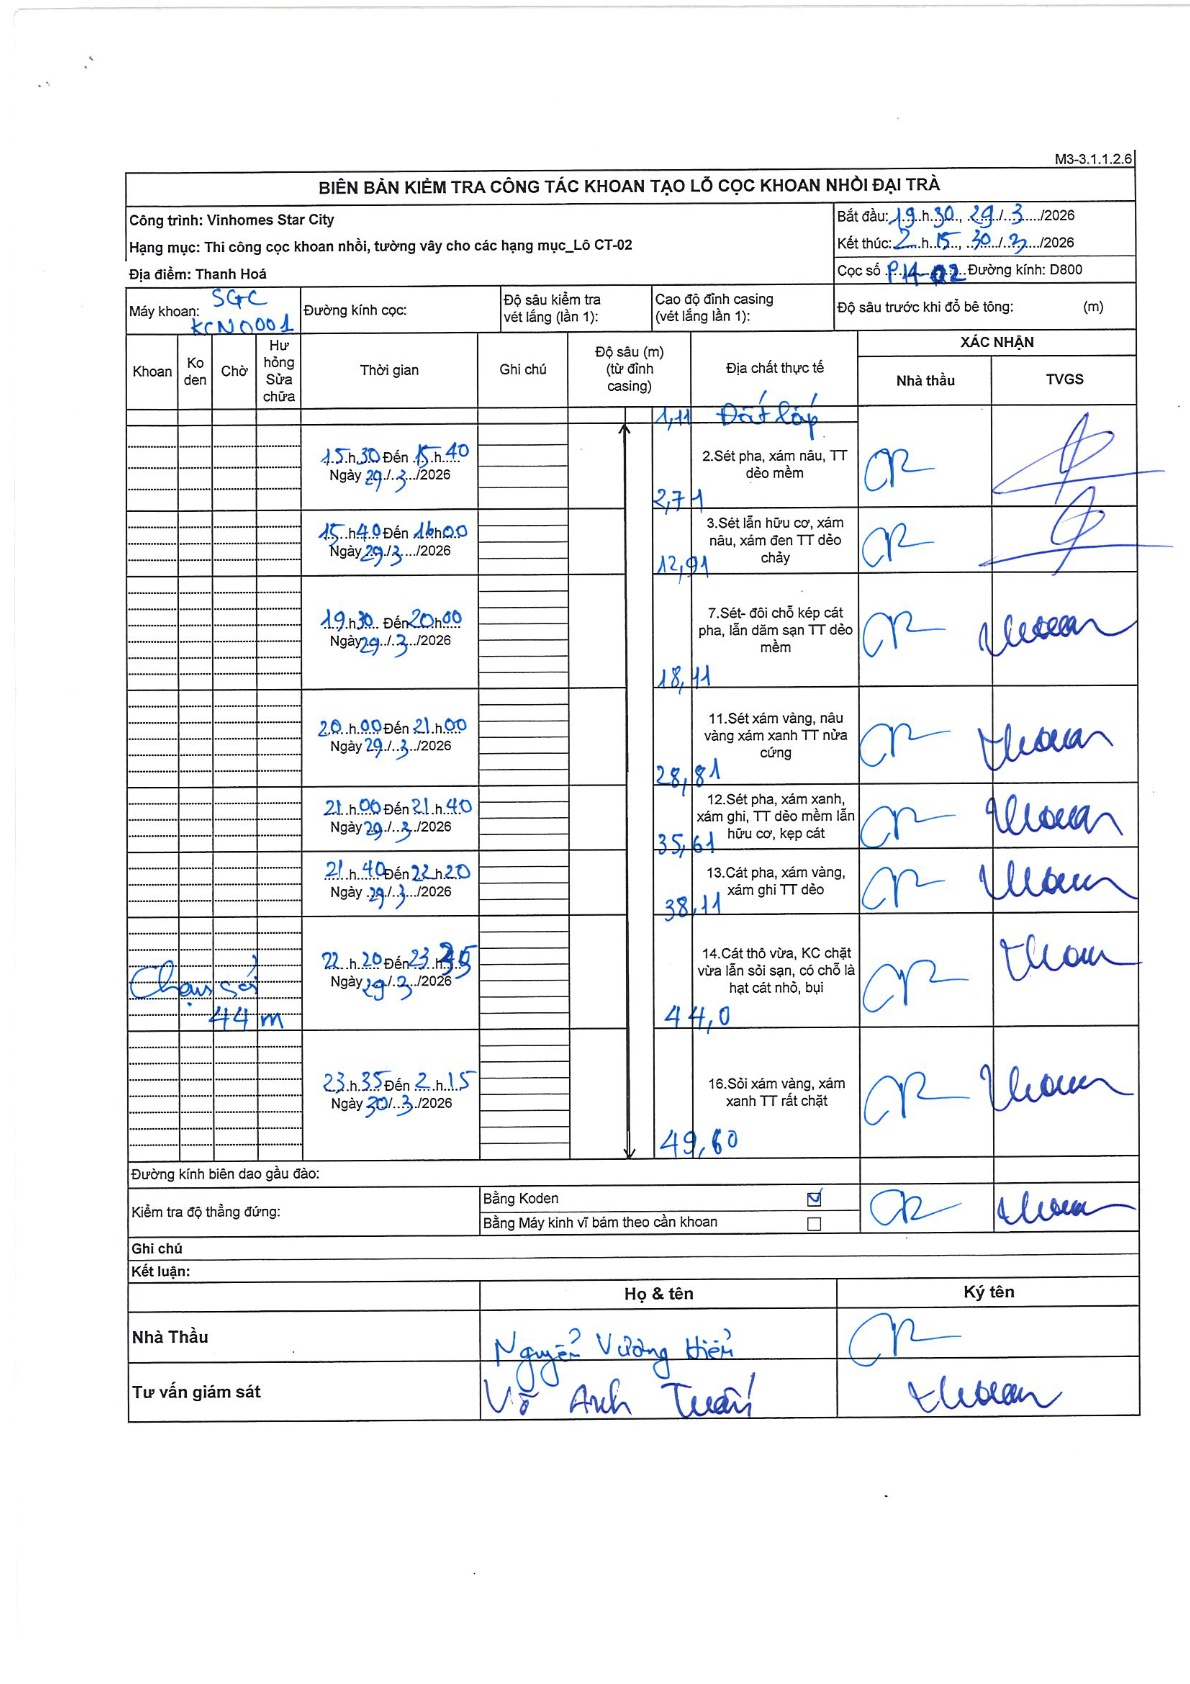 M3-3.1.1.2.6
BIÊN BẢN KIỂM TRA CÔNG TÁC KHOAN TẠO LỖ CỌC KHOAN NHỒI ĐẠI TRÀ
Công trình: Vinhomes Star City
Bắt đầu: 19.h.30.., .29./..3..../2026
Hạng mục: Thi công cọc khoan nhồi, tường vây cho các hạng mục_Lô CT-02
Kết thúc: 2..h..15.., ..30../.3..../2026
Địa điểm: Thanh Hoá
Cọc số .P14-02..Đường kính: D800
Máy khoan: SGC
KCN0001
Đường kính cọc:
Độ sâu kiểm tra
vét lắng (lần 1):
Cao độ đỉnh casing
(vét lắng lần 1):
Độ sâu trước khi đổ bê tông: (m)
Khoan
Ko
den
Chờ
Hư
hỏng
Sửa
chữa
Thời gian
Ghi chú
Độ sâu (m)
(từ đỉnh
casing)
Địa chất thực tế
XÁC NHẬN
Nhà thầu
TVGS
1,11 Đất lấp
15.h.30 Đến 15.h.40
Ngày 29./..3..../2026
2.Sét pha, xám nâu, TT
dẻo mềm
2,71
15..h40 Đến 16h00
Ngày 29./.3..../2026
3.Sét lẫn hữu cơ, xám
nâu, xám đen TT dẻo
chảy
12,91
19.h30.. Đến 20h00
Ngày 29./..3..../2026
7.Sét- đôi chỗ kép cát
pha, lẫn dăm sạn TT dẻo
mềm
18,11
20..h.00 Đến 21.h.00
Ngày 29./..3.../2026
11.Sét xám vàng, nâu
vàng xám xanh TT nửa
cứng
28,81
21.h.00 Đến 21.h.40
Ngày 29./..3.../2026
12.Sét pha, xám xanh,
xám ghi, TT dẻo mềm lẫn
hữu cơ, kẹp cát
35,61
21..h.40 Đến 22.h.20
Ngày .29/..3.../2026
13.Cát pha, xám vàng,
xám ghi TT dẻo
38,11
22..h..20 Đến 23.h.35
Ngày 29/..3..../2026
14.Cát thô vừa, KC chặt
vừa lẫn sỏi sạn, có chỗ là
hạt cát nhỏ, bụi
Chạm sỏi
44 m
44,0
23.h.35 Đến 2...h..15
Ngày 30/..3..../2026
16.Sỏi xám vàng, xám
xanh TT rất chặt
49,60
Đường kính biên dao gầu đào:
Kiểm tra độ thẳng đứng:
Bằng Koden
Bằng Máy kinh vĩ bám theo cần khoan
Ghi chú
Kết luận:
Họ & tên
Ký tên
Nhà Thầu
Nguyễn Vương Hiển
Tư vấn giám sát
Võ Anh Tuấn